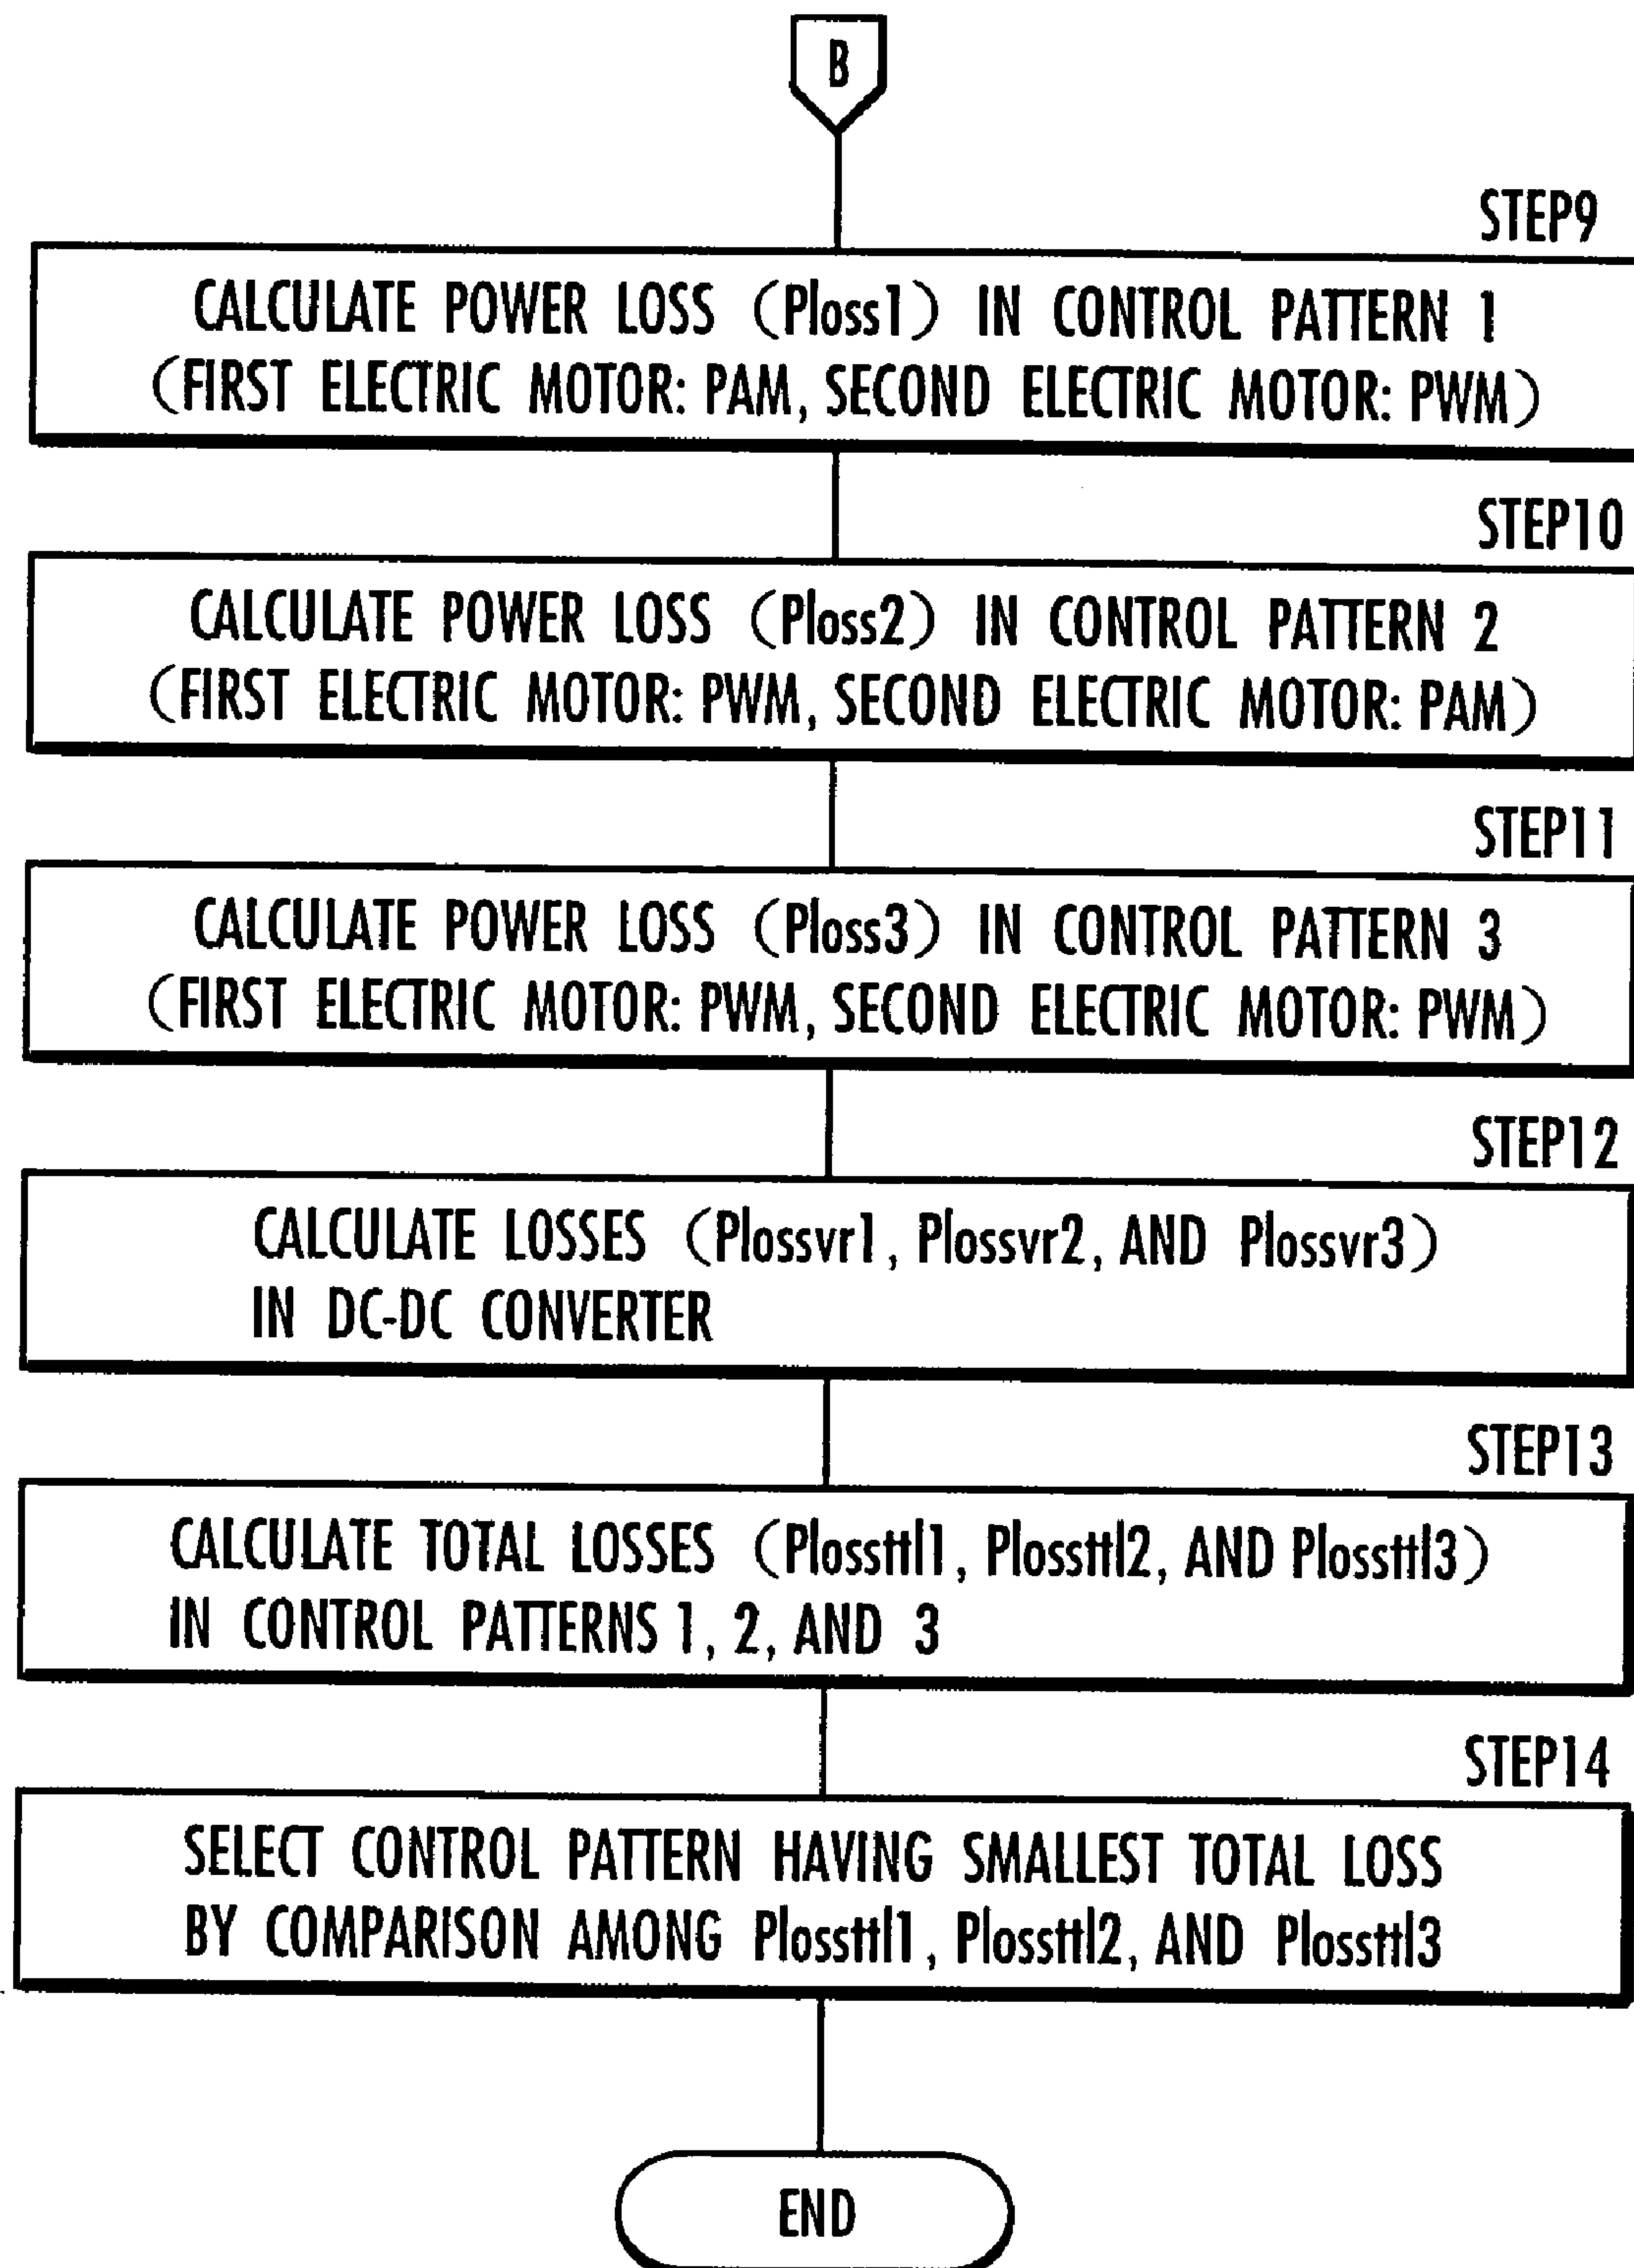 B
STEP9
CALCULATE POWER LOSS (Ploss1) IN CONTROL PATTERN 1
(FIRST ELECTRIC MOTOR: PAM, SECOND ELECTRIC MOTOR: PWM)
STEP10
CALCULATE POWER LOSS (Ploss2) IN CONTROL PATTERN 2
(FIRST ELECTRIC MOTOR: PWM, SECOND ELECTRIC MOTOR: PAM)
STEP11
CALCULATE POWER LOSS (Ploss3) IN CONTROL PATTERN 3
(FIRST ELECTRIC MOTOR: PWM, SECOND ELECTRIC MOTOR: PWM)
STEP12
CALCULATE LOSSES (Plossvr1, Plossvr2, AND Plossvr3)
IN DC-DC CONVERTER
STEP13
CALCULATE TOTAL LOSSES (Plossttl1, Plossttl2, AND Plossttl3)
IN CONTROL PATTERNS 1, 2, AND 3
STEP14
SELECT CONTROL PATTERN HAVING SMALLEST TOTAL LOSS
BY COMPARISON AMONG Plossttl1, Plossttl2, AND Plossttl3
END